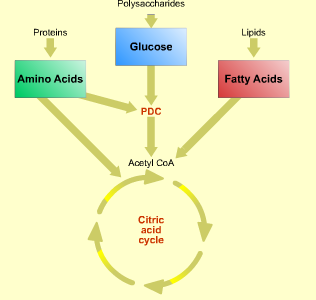 Polysaccharides
Proteins
Lipids
Glucose
Amino Acids
Fatty Acids
PDC
Acetyl CoA
Citric
acid
cycle